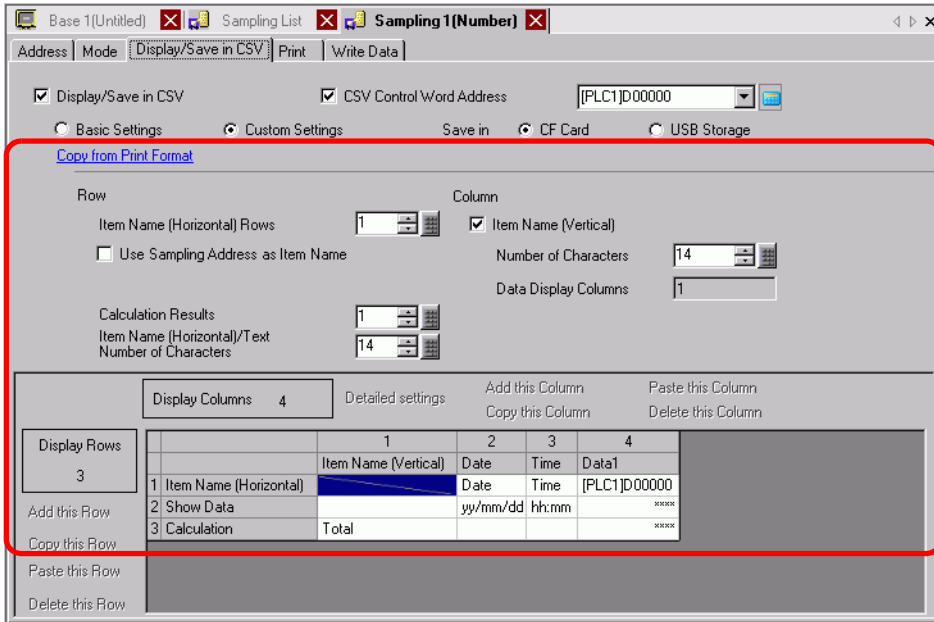 Base 1(Untitled) Sampling List Sampling 1(Number)
Address Mode Display/Save in CSV Print Write Data
Display/Save in CSV CSV Control Word Address [PLC1]D00000
Basic Settings Custom Settings Save in CF Card USB Storage
Copy from Print Format
Row Column
Item Name (Horizontal) Rows 1 Item Name (Vertical)
Use Sampling Address as Item Name Number of Characters 14
Data Display Columns 1
Calculation Results 1
Item Name (Horizontal)/Text
Number of Characters 14
Display Columns 4 Detailed settings Add this Column Paste this Column
Copy this Column Delete this Column
Display Rows 1 2 3 4
3 Item Name (Vertical) Date Time Data1
1 Item Name (Horizontal) Date Time [PLC1]D00000
Add this Row 2 Show Data yy/mm/dd hh:mm ****
3 Calculation Total ****
Copy this Row
Paste this Row
Delete this Row